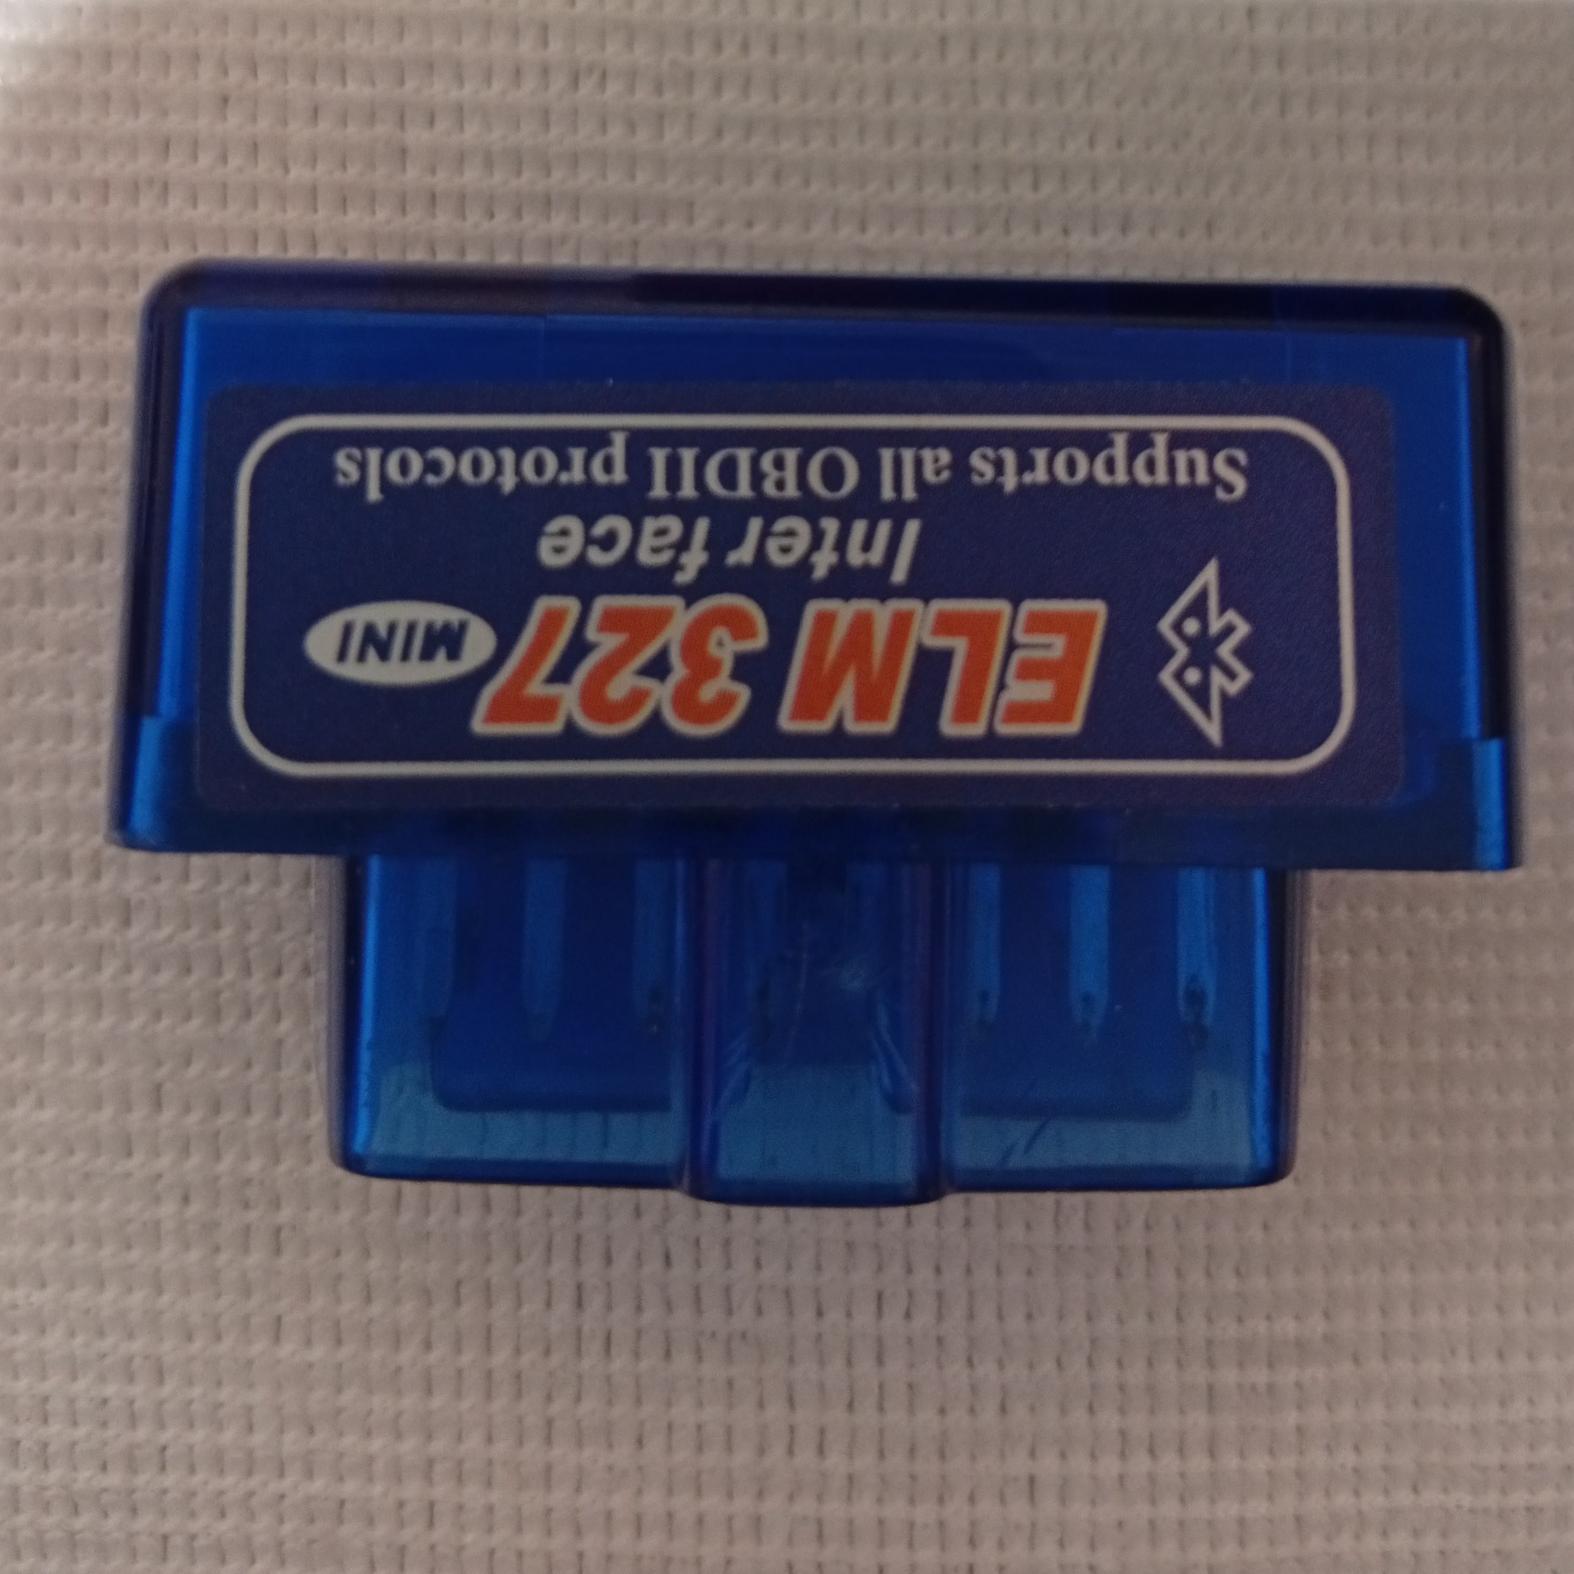 ELM 327 MINI
Inter face
Supports all OBDII protocols